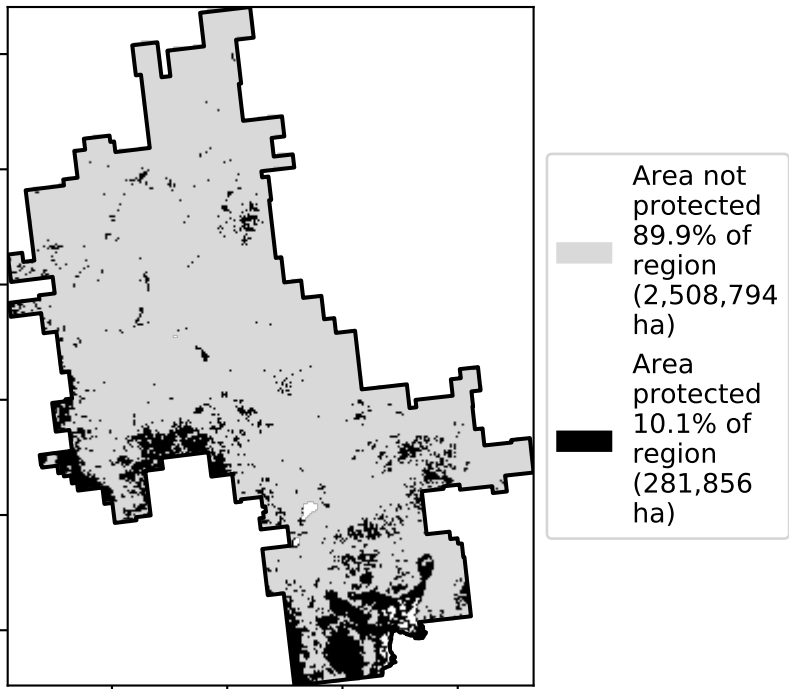 Area not
protected
89.9% of
region
(2,508,794
ha)
Area
protected
10.1% of
region
(281,856
ha)